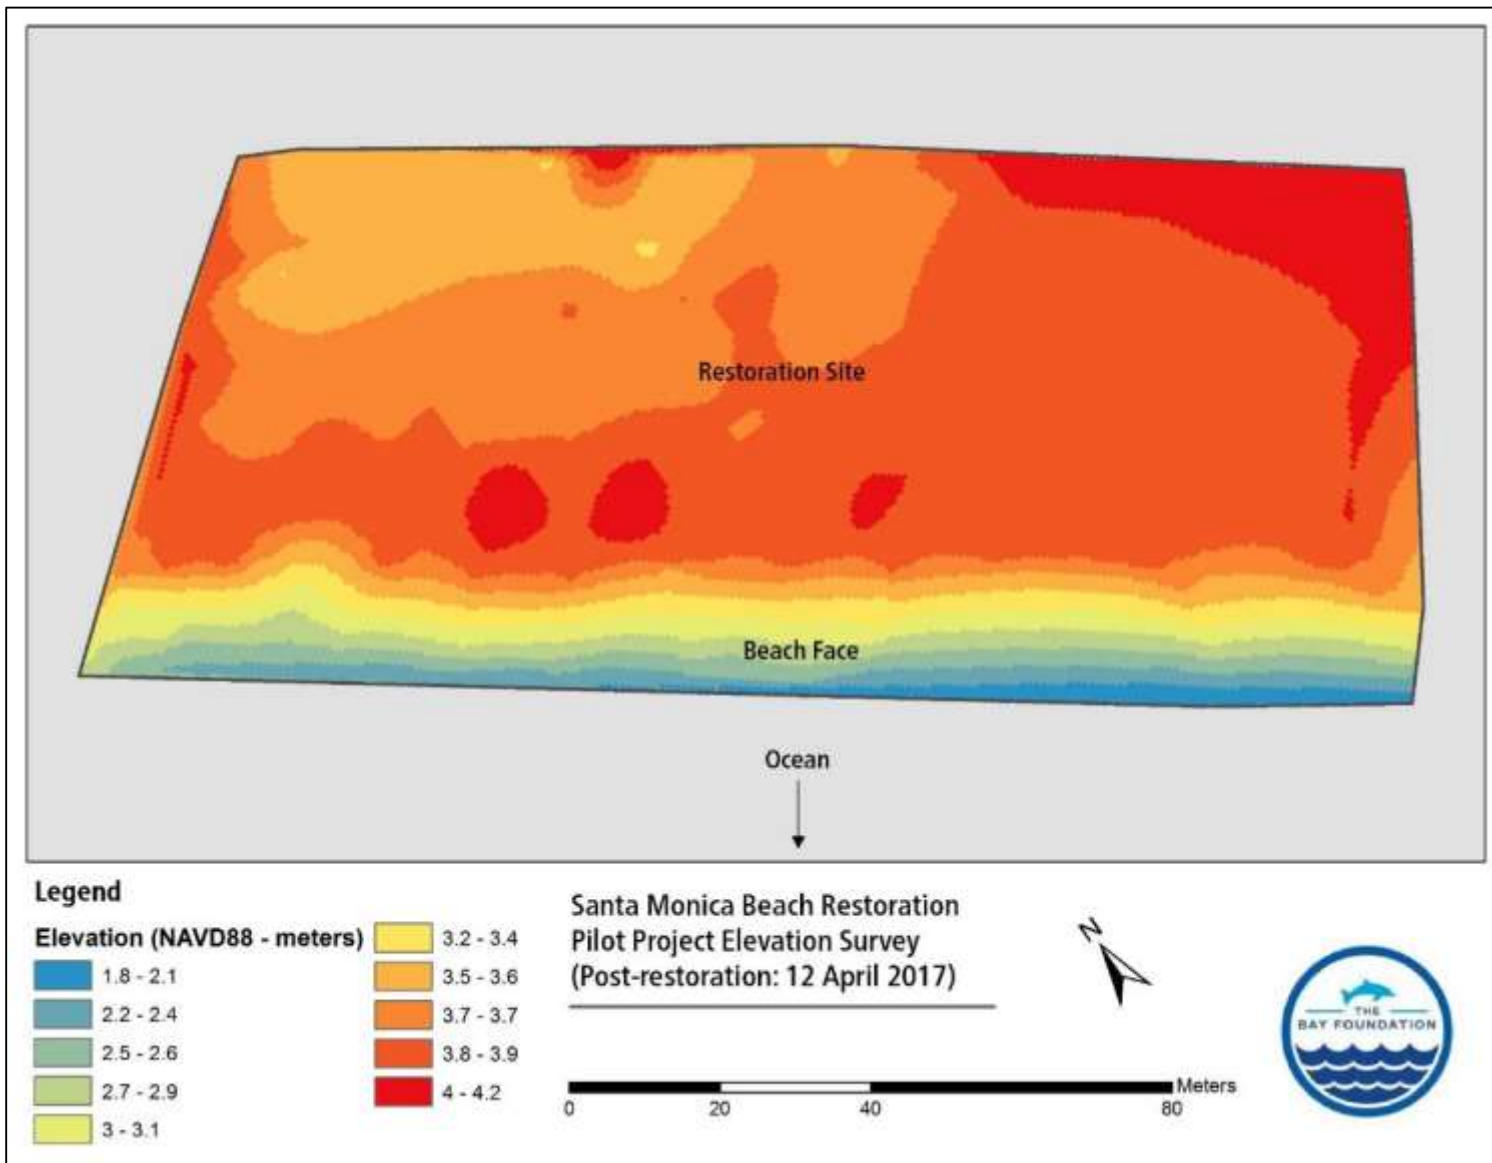 Restoration Site
Beach Face
Ocean
Legend
Elevation (NAVD88 - meters)
1.8 - 2.1
2.2 - 2.4
2.5 - 2.6
2.7 - 2.9
3 - 3.1
3.2 - 3.4
3.5 - 3.6
3.7 - 3.7
3.8 - 3.9
4 - 4.2
Santa Monica Beach Restoration
Pilot Project Elevation Survey
(Post-restoration: 12 April 2017)
N
Meters
0 20 40 80
THE
BAY FOUNDATION